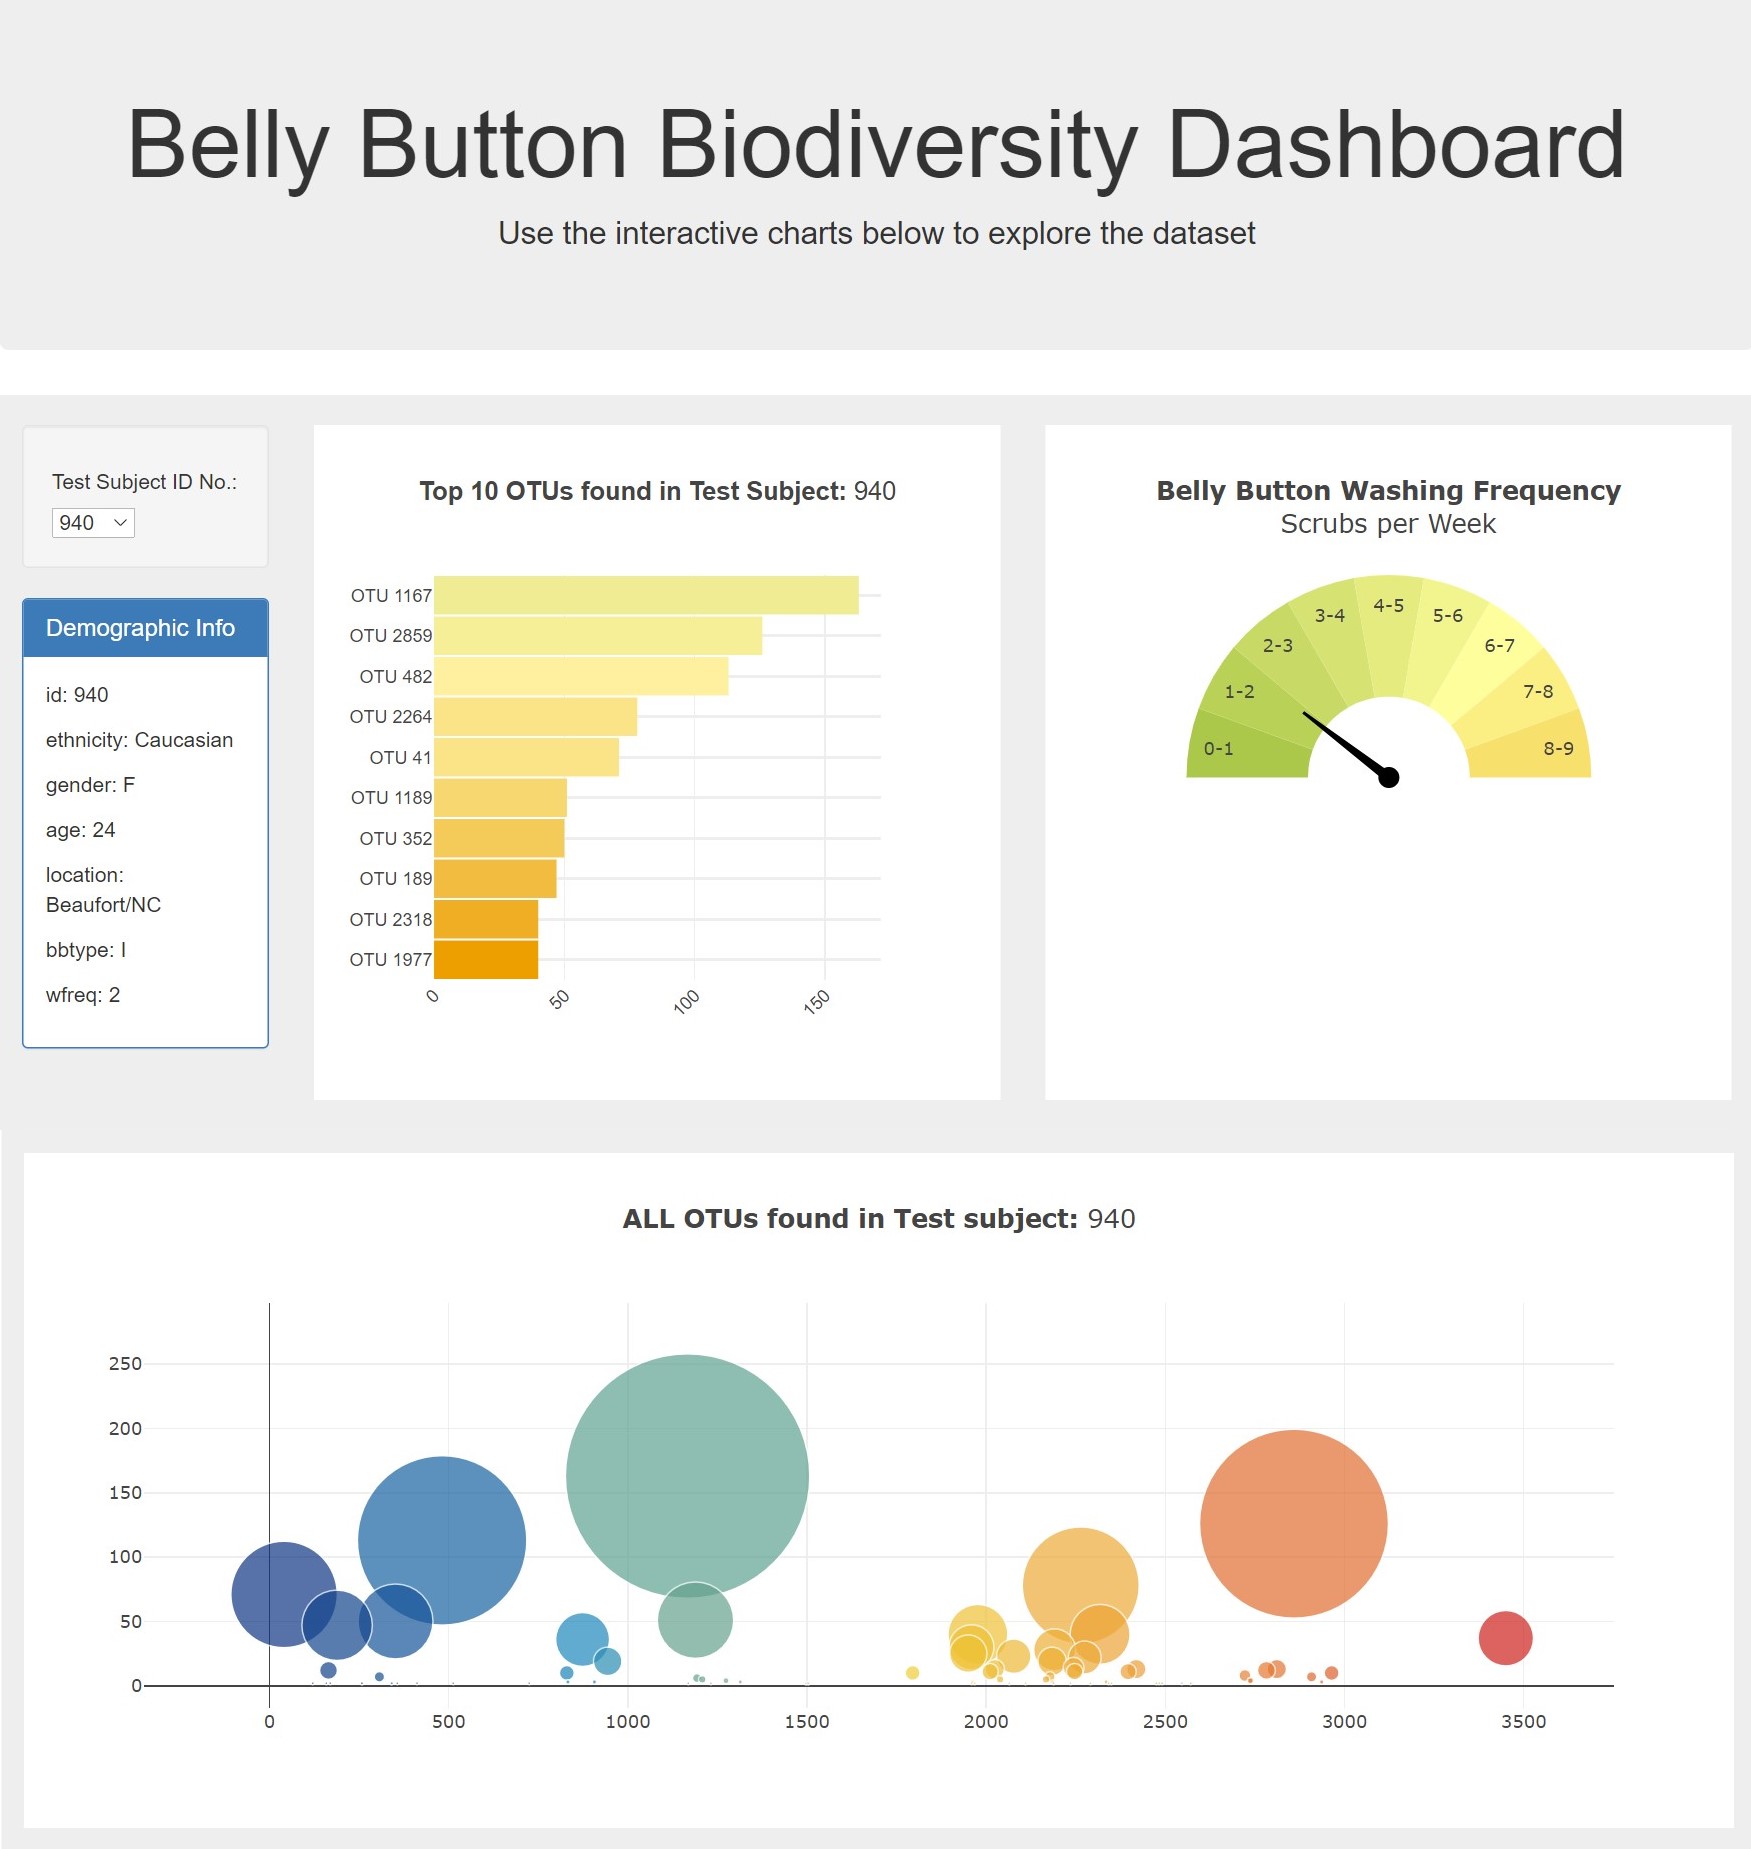 Belly Button Biodiversity Dashboard
Use the interactive charts below to explore the dataset
Test Subject ID No.:
940
Demographic Info
id: 940
ethnicity: Caucasian
gender: F
age: 24
location:
Beaufort/NC
bbtype: I
wfreq: 2
Top 10 OTUs found in Test Subject: 940
OTU 1167
OTU 2859
OTU 482
OTU 2264
OTU 41
OTU 1189
OTU 352
OTU 189
OTU 2318
OTU 1977
0 50 100 150
Belly Button Washing Frequency
Scrubs per Week
0-1
1-2
2-3
3-4
4-5
5-6
6-7
7-8
8-9
ALL OTUs found in Test subject: 940
250
200
150
100
50
0
0 500 1000 1500 2000 2500 3000 3500